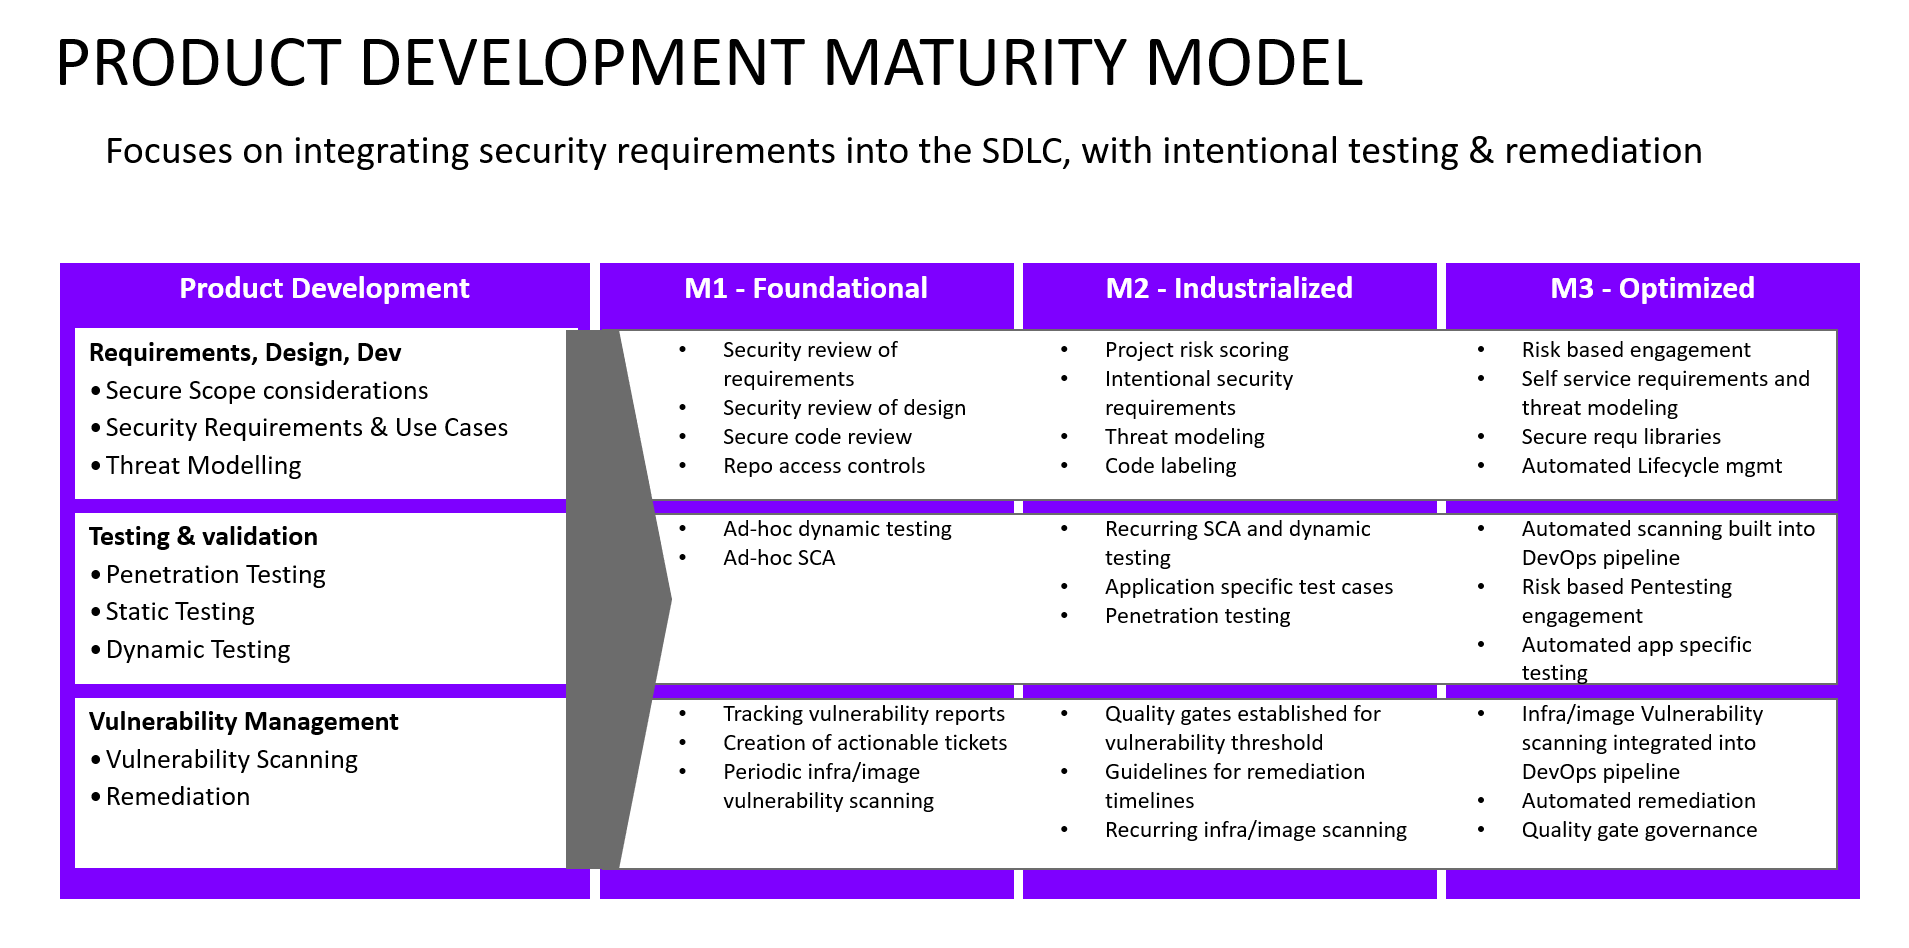 PRODUCT DEVELOPMENT MATURITY MODEL
Focuses on integrating security requirements into the SDLC, with intentional testing & remediation
Product Development
M1 - Foundational
M2 - Industrialized
M3 - Optimized
Requirements, Design, Dev
• Secure Scope considerations
• Security Requirements & Use Cases
• Threat Modelling
• Security review of
requirements
• Security review of design
• Secure code review
• Repo access controls
• Project risk scoring
• Intentional security
requirements
• Threat modeling
• Code labeling
• Risk based engagement
• Self service requirements and
threat modeling
• Secure requ libraries
• Automated Lifecycle mgmt
Testing & validation
• Penetration Testing
• Static Testing
• Dynamic Testing
• Ad-hoc dynamic testing
• Ad-hoc SCA
• Recurring SCA and dynamic
testing
• Application specific test cases
• Penetration testing
• Automated scanning built into
DevOps pipeline
• Risk based Pentesting
engagement
• Automated app specific
testing
Vulnerability Management
• Vulnerability Scanning
• Remediation
• Tracking vulnerability reports
• Creation of actionable tickets
• Periodic infra/image
vulnerability scanning
• Quality gates established for
vulnerability threshold
• Guidelines for remediation
timelines
• Recurring infra/image scanning
• Infra/image Vulnerability
scanning integrated into
DevOps pipeline
• Automated remediation
• Quality gate governance